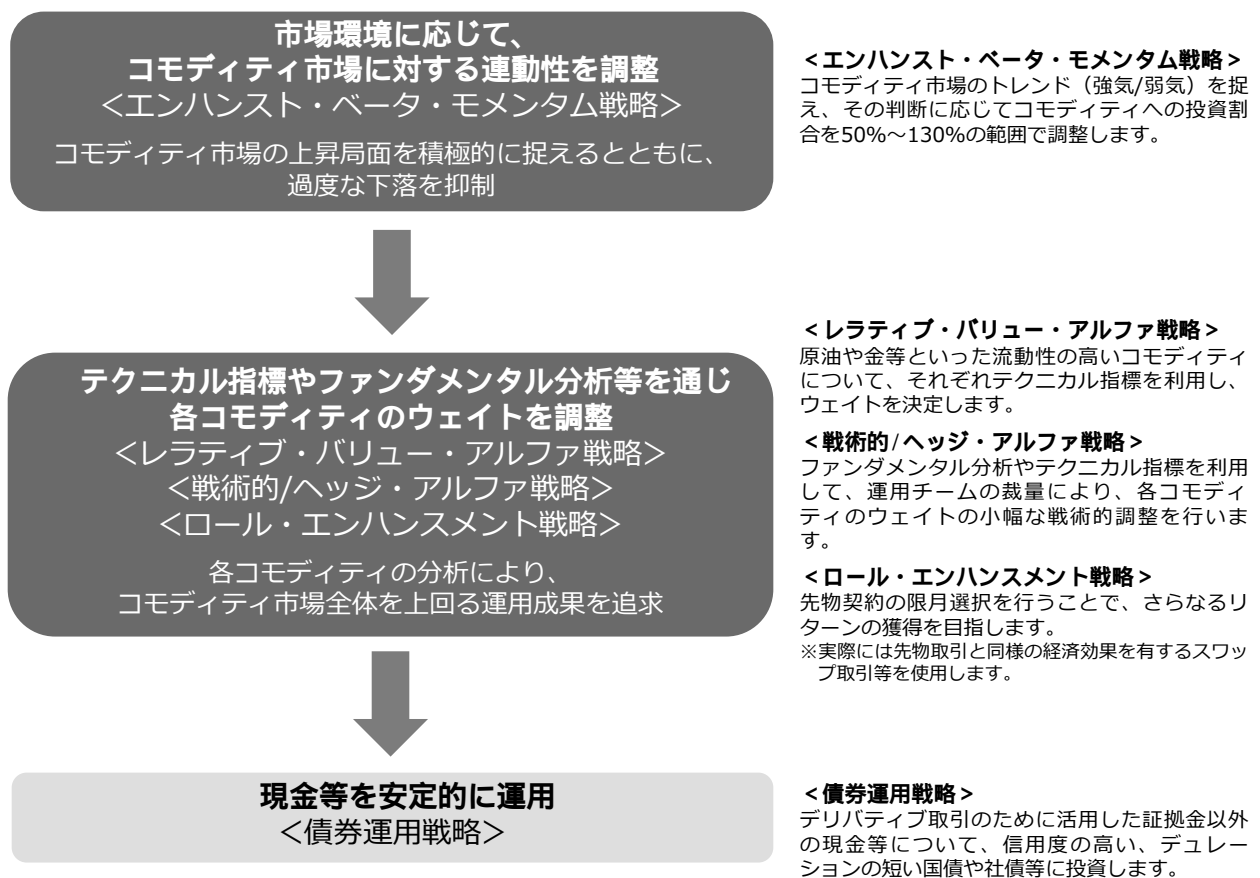 市場環境に応じて、
コモディティ市場に対する連動性を調整
＜エンハンスト・ベータ・モメンタム戦略＞
コモディティ市場の上昇局面を積極的に捉えるとともに、
過度な下落を抑制
＜エンハンスト・ベータ・モメンタム戦略＞
コモディティ市場のトレンド（強気/弱気）を捉
え、その判断に応じてコモディティへの投資割
合を50%～130%の範囲で調整します。
テクニカル指標やファンダメンタル分析等を通じ
各コモディティのウェイトを調整
＜レラティブ・バリュー・アルファ戦略＞
＜戦術的/ヘッジ・アルファ戦略＞
＜ロール・エンハンスメント戦略＞
各コモディティの分析により、
コモディティ市場全体を上回る運用成果を追求
＜レラティブ・バリュー・アルファ戦略＞
原油や金等といった流動性の高いコモディティ
について、それぞれテクニカル指標を利用し、
ウェイトを決定します。
＜戦術的/ヘッジ・アルファ戦略＞
ファンダメンタル分析やテクニカル指標を利用
して、運用チームの裁量により、各コモディ
ティのウェイトの小幅な戦術的調整を行いま
す。
＜ロール・エンハンスメント戦略＞
先物契約の限月選択を行うことで、さらなるリ
ターンの獲得を目指します。
※実際には先物取引と同様の経済効果を有するスワッ
プ取引等を使用します。
現金等を安定的に運用
＜債券運用戦略＞
＜債券運用戦略＞
デリバティブ取引のために活用した証拠金以外
の現金等について、信用度の高い、デュレー
ションの短い国債や社債等に投資します。